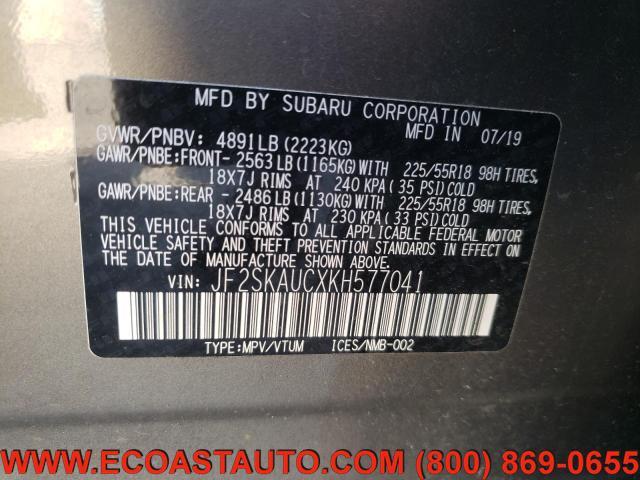 MFD BY SUBARU CORPORATION
MFD IN 07/19
GVWR/PNBV: 4891LB(2223KG)
GAWR/PNBE:FRONT- 2563LB(1165KG)WITH 225/55R18 98H TIRES,
18X7J RIMS AT 240 KPA(35 PSI)COLD
GAWR/PNBE:REAR - 2486LB(1130KG)WITH 225/55R18 98H TIRES,
18X7J RIMS AT 230 KPA(33 PSI)COLD
THIS VEHICLE CONFORMS TO ALL APPLICABLE FEDERAL MOTOR
VEHICLE SAFETY AND THEFT PREVENTION STANDARDS IN EFFECT ON
THE DATE OF MANUFACTURE SHOWN ABOVE.
VIN: JF2SKAUCXKH577041
TYPE:MPV/VTUM ICES/NMB-002
WWW.ECOASTAUTO.COM (800) 869-0655